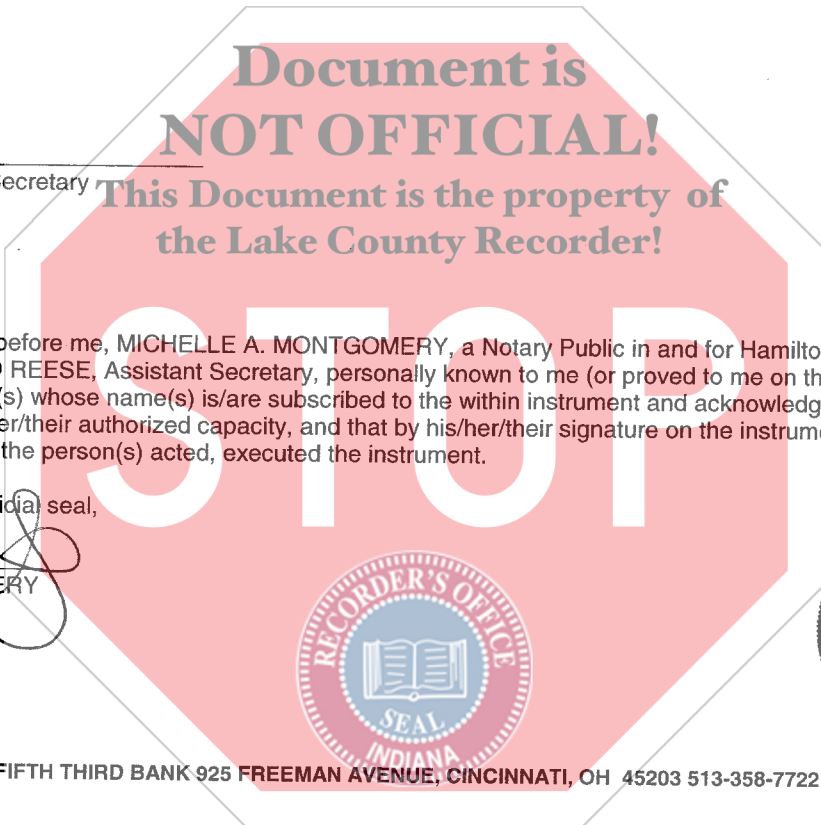 Document is
NOT OFFICIAL!
ecretary
This Document is the property of
the Lake County Recorder!
STOP
before me, MICHELLE A. MONTGOMERY, a Notary Public in and for Hamilto
REESE, Assistant Secretary, personally known to me (or proved to me on th
(s) whose name(s) is/are subscribed to the within instrument and acknowledg
er/their authorized capacity, and that by his/her/their signature on the instrum
the person(s) acted, executed the instrument.
icial seal,
ERY
RECORDER'S OFFICE
SEAL
INDIANA
FIFTH THIRD BANK 925 FREEMAN AVENUE, CINCINNATI, OH 45203 513-358-7722